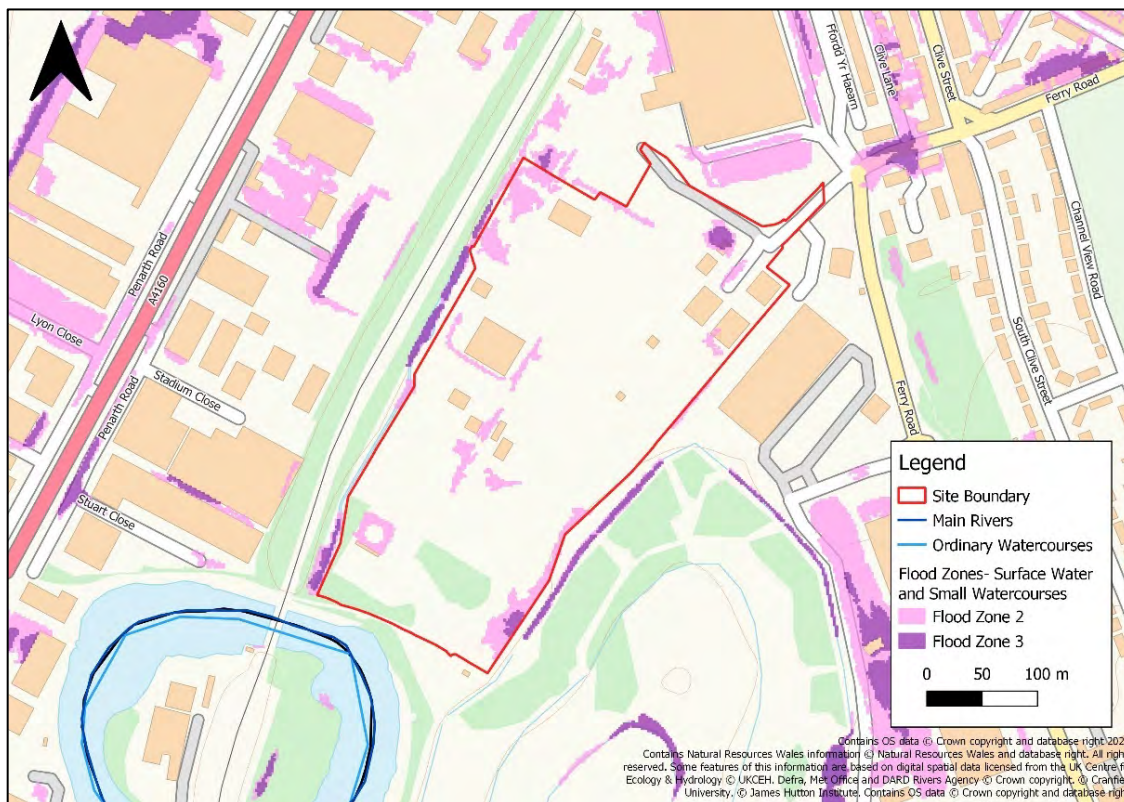 Ffordd Yr Haearn
Clive Lane
Clive Street
Ferry Road
Penarth Road
A4160
Lyon Close
Channel View Road
Stadium Close
South Clive Street
Penarth Road
Ferry Road
Stuart Close
Legend
Site Boundary
Main Rivers
Ordinary Watercourses
Flood Zones- Surface Water
and Small Watercourses
Flood Zone 2
Flood Zone 3
0 50 100 m
Contains OS data © Crown copyright and database right 202
Contains Natural Resources Wales information © Natural Resources Wales and database right. All righ
reserved. Some features of this information are based on digital spatial data licensed from the UK Centre f
Ecology & Hydrology © UKCEH. Defra, Met Office and DARD Rivers Agency © Crown copyright. © Cranfie
University. © James Hutton Institute. Contains OS data © Crown copyright and database righ